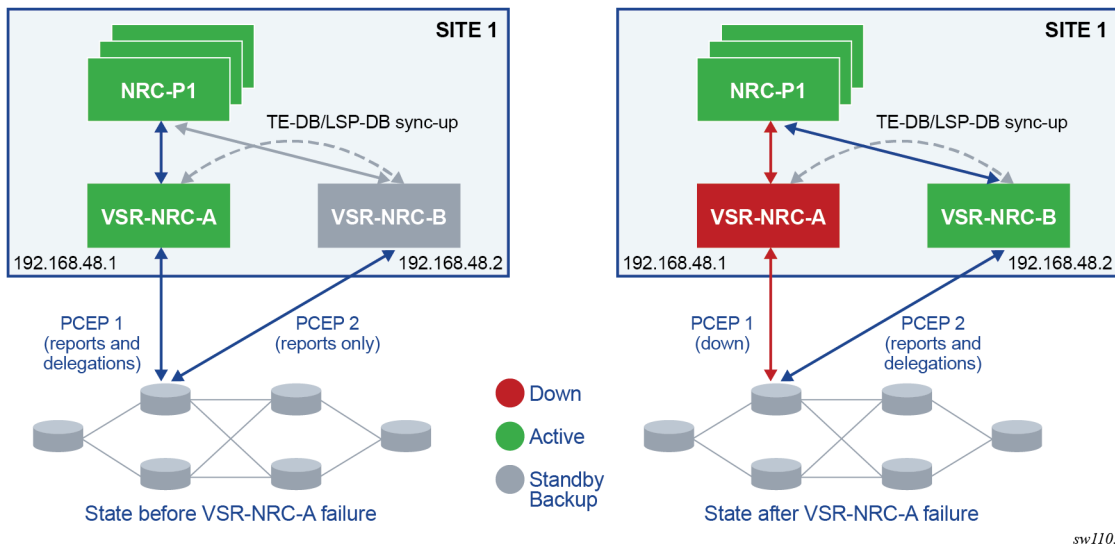 SITE 1
NRC-P1
TE-DB/LSP-DB sync-up
VSR-NRC-A
VSR-NRC-B
192.168.48.1
192.168.48.2
PCEP 1
(reports and
delegations)
PCEP 2
(reports only)
State before VSR-NRC-A failure
Down
Active
Standby
Backup
SITE 1
NRC-P1
TE-DB/LSP-DB sync-up
VSR-NRC-A
VSR-NRC-B
192.168.48.1
192.168.48.2
PCEP 1
(down)
PCEP 2
(reports and
delegations)
State after VSR-NRC-A failure